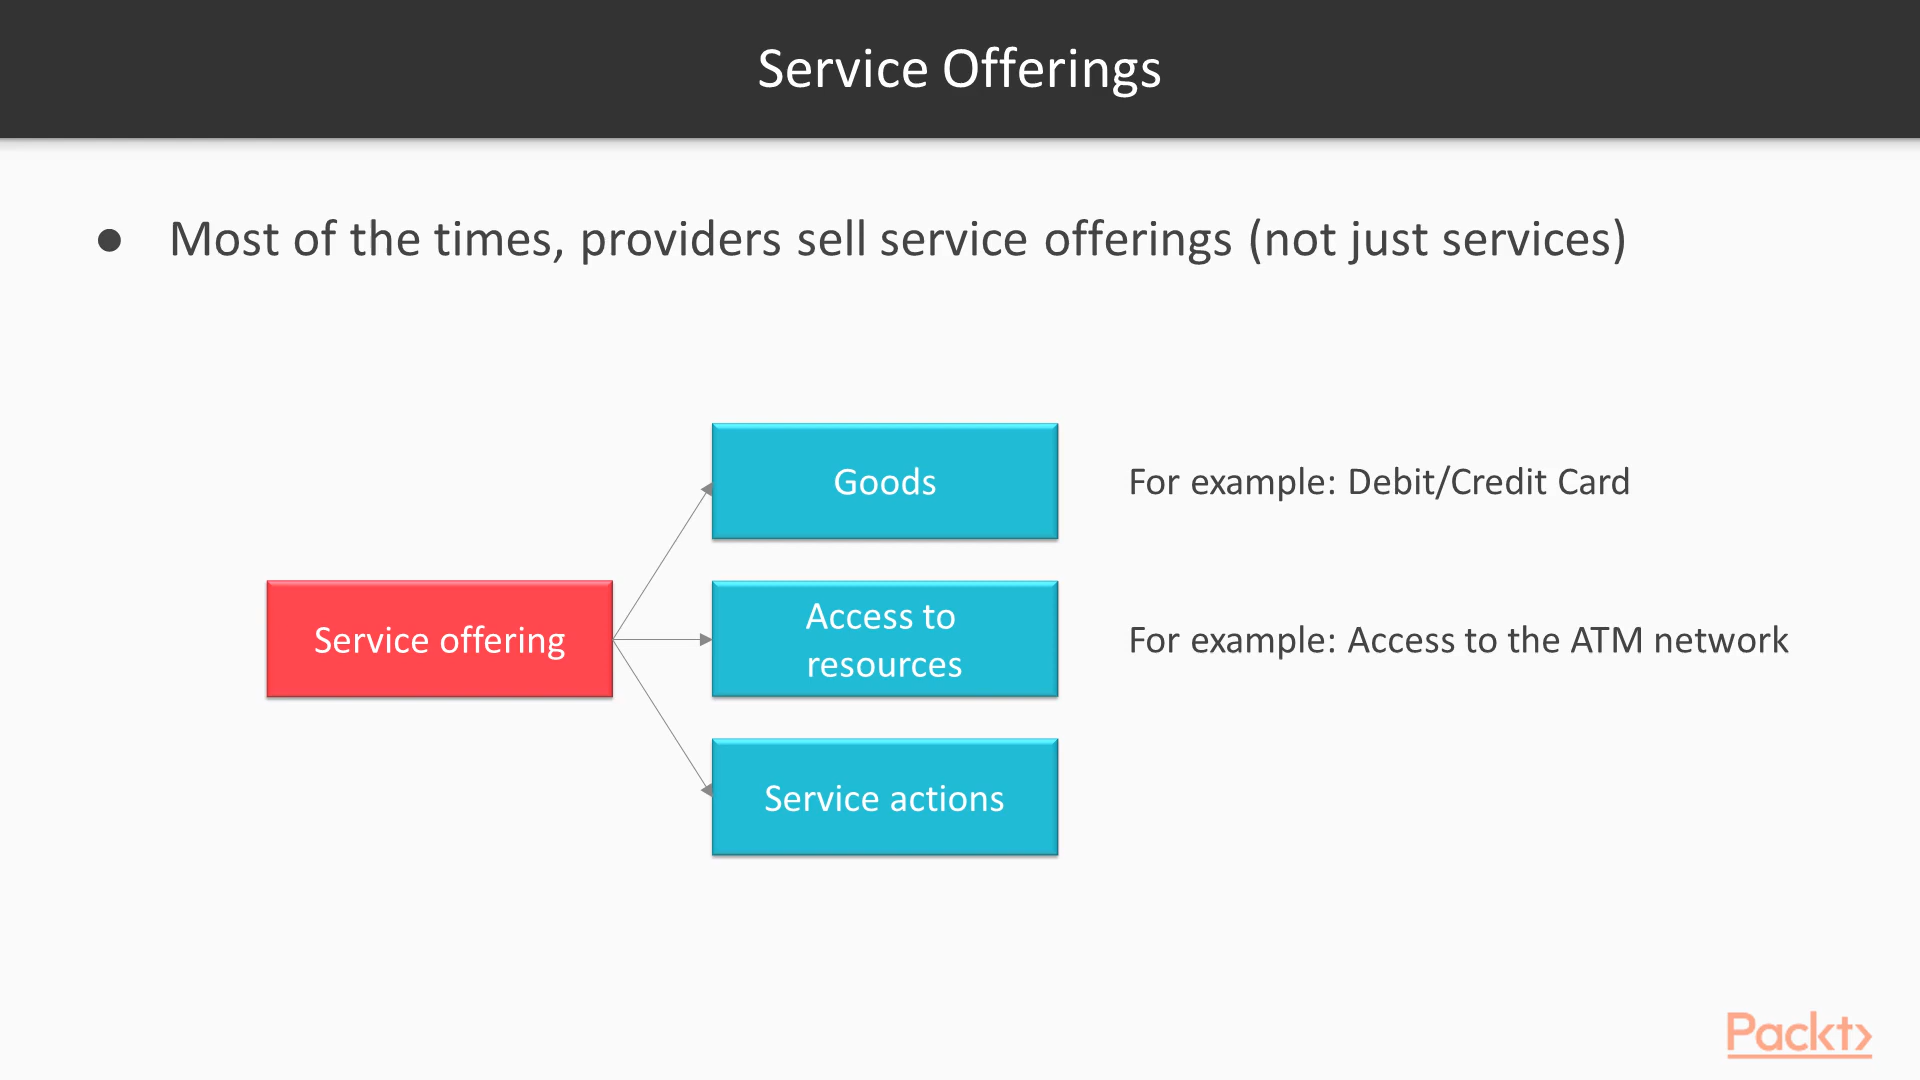 Service Offerings
● Most of the times, providers sell service offerings (not just services)
Goods
For example: Debit/Credit Card
Service offering
Access to
resources
For example: Access to the ATM network
Service actions
Packt>